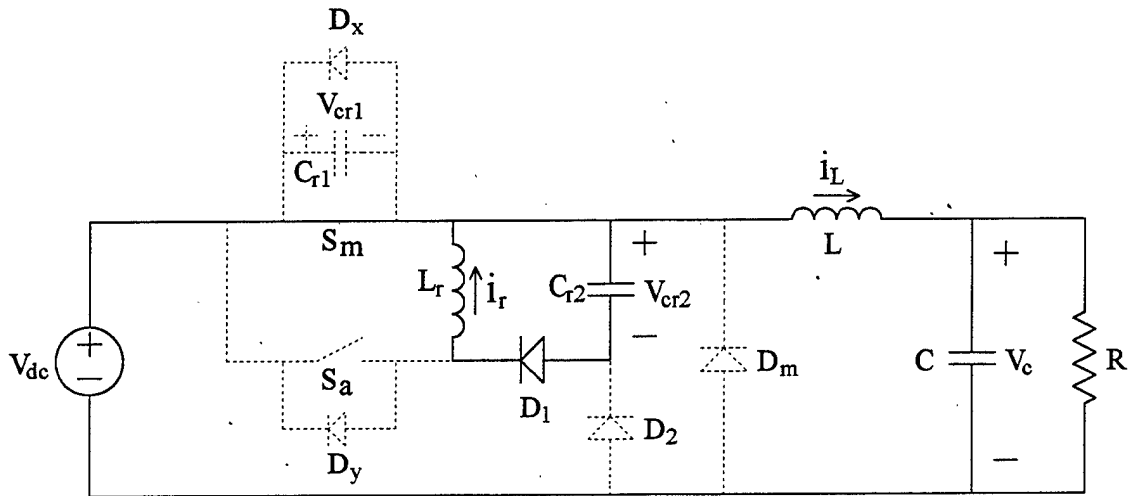 Dx
Vcr1
+ −
Cr1
iL
Sm
L
+
Lr
ir
Cr2
Vcr2
−
+
Vdc
+
−
Sa
D1
Dm
C
Vc
R
Dy
D2
−